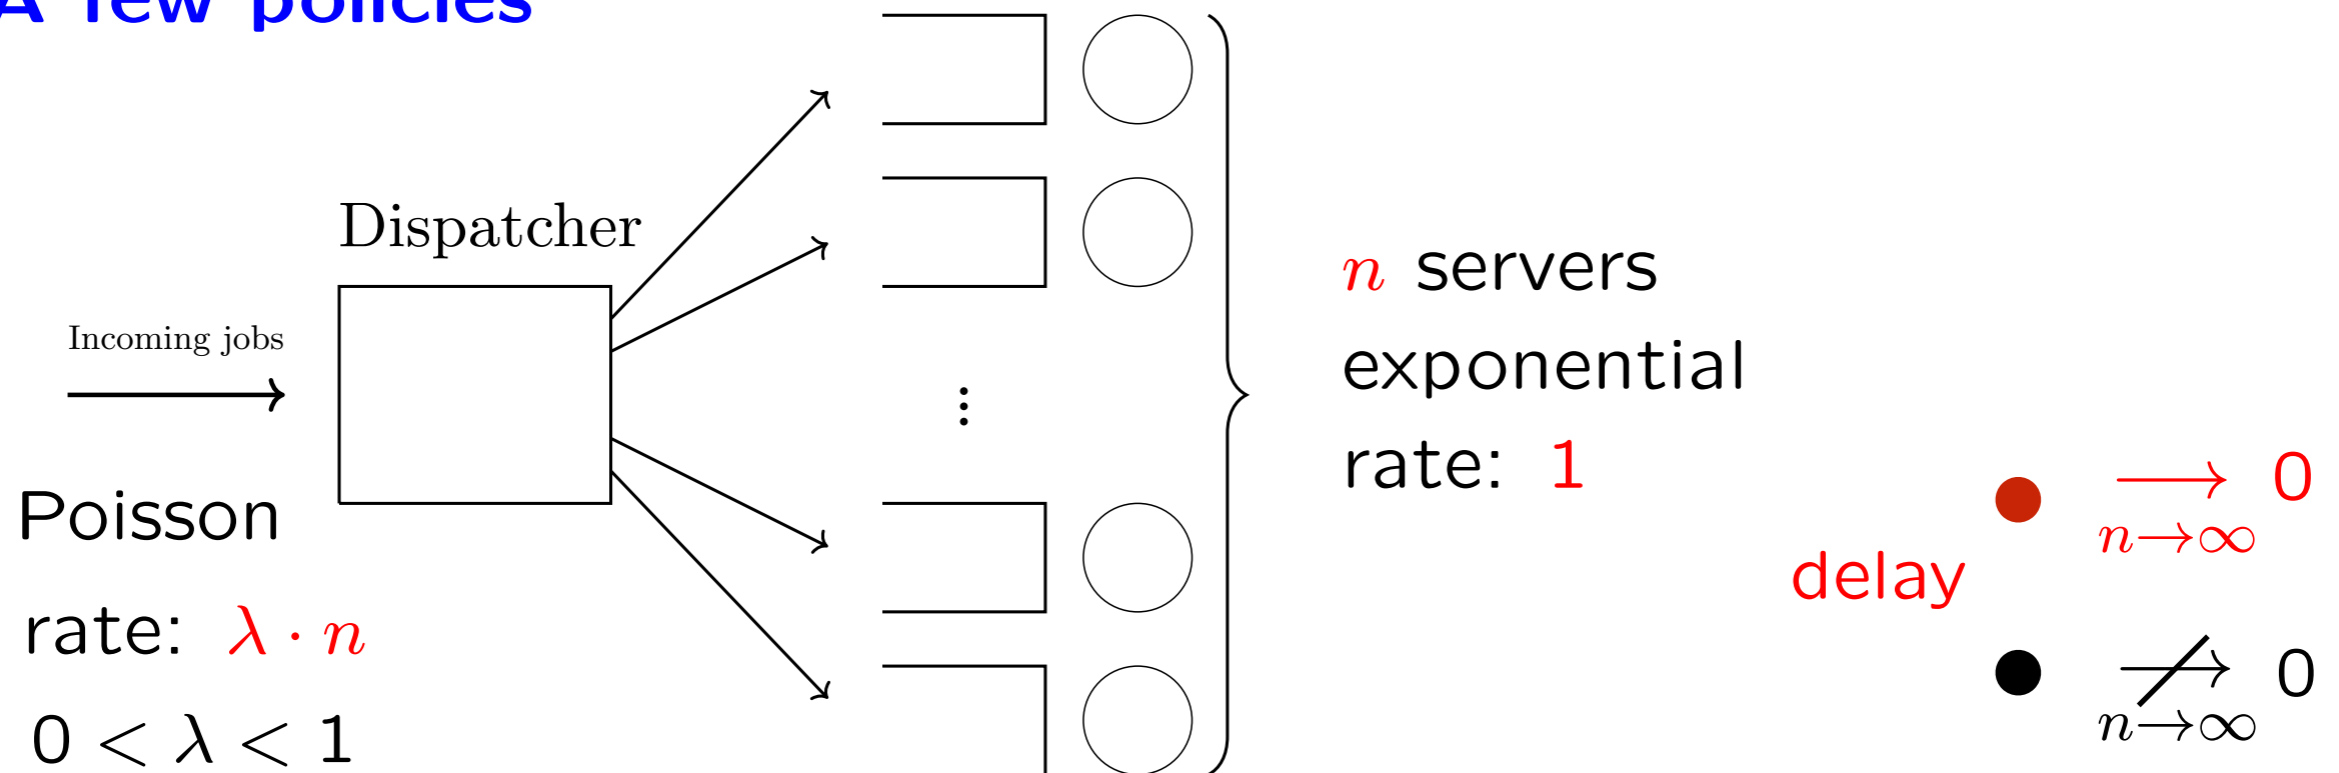 A few policies
Dispatcher
Incoming jobs
Poisson
rate: λ · n
0 < λ < 1
⋮
n servers
exponential
rate: 1
delay
● ⟶ 0
n→∞
● ⟶̸ 0
n→∞